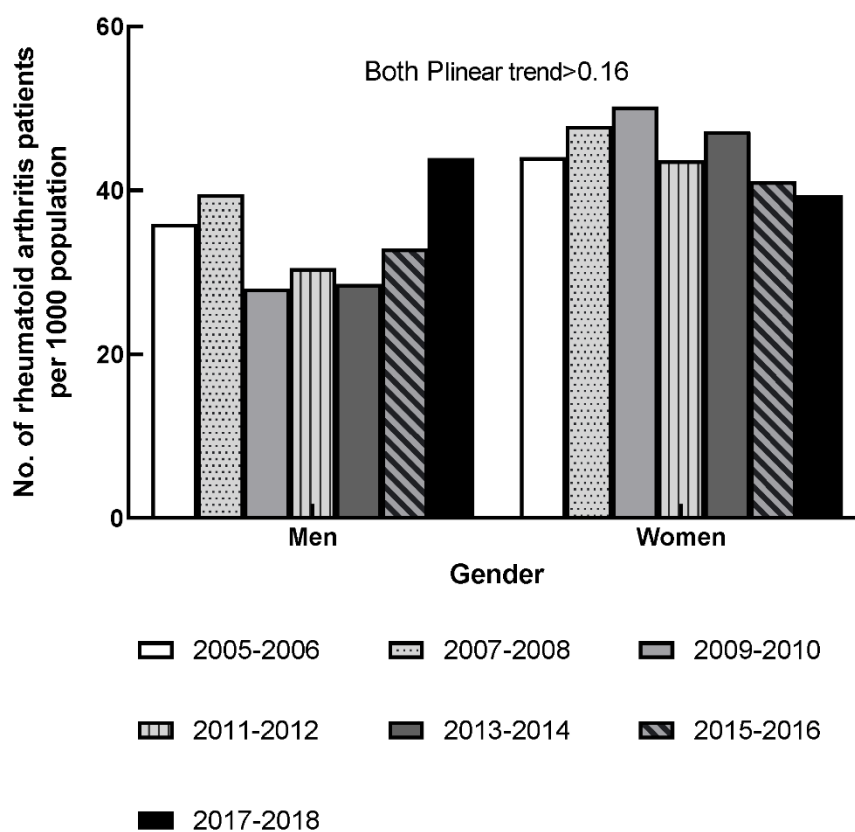 60
Both Plinear trend>0.16
No. of rheumatoid arthritis patients
per 1000 population
40
20
0
Men
Women
Gender
2005-2006
2007-2008
2009-2010
2011-2012
2013-2014
2015-2016
2017-2018